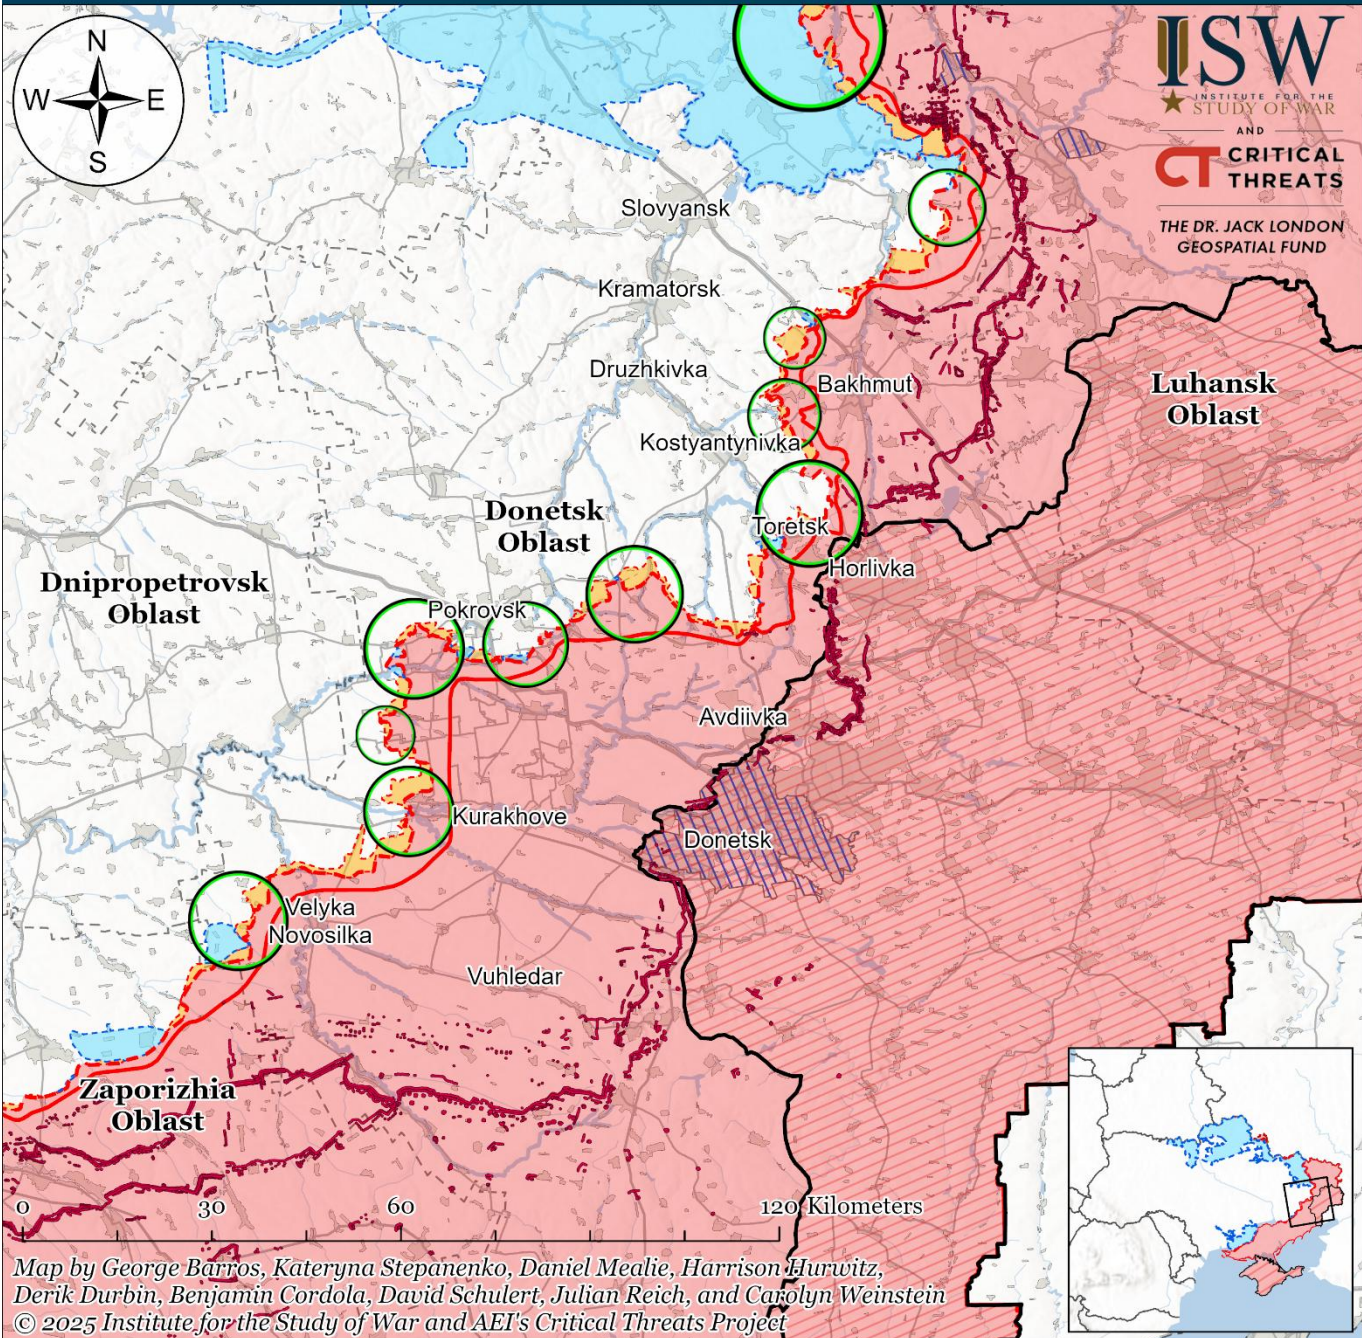 N
W
E
S
ISW
INSTITUTE FOR THE
STUDY OF WAR
AND
CT CRITICAL
THREATS
THE DR. JACK LONDON
GEOSPATIAL FUND
Slovyansk
Kramatorsk
Druzhkivka
Bakhmut
Luhansk
Oblast
Kostyantynivka
Donetsk
Oblast
Toretsk
Horlivka
Dnipropetrovsk
Oblast
Pokrovsk
Avdiivka
Kurakhove
Donetsk
Velyka
Novosilka
Vuhledar
Zaporizhia
Oblast
0
30
60
120 Kilometers
Map by George Barros, Kateryna Stepanenko, Daniel Mealie, Harrison Hurwitz,
Derik Durbin, Benjamin Cordola, David Schulert, Julian Reich, and Carolyn Weinstein
© 2025 Institute for the Study of War and AEI's Critical Threats Project